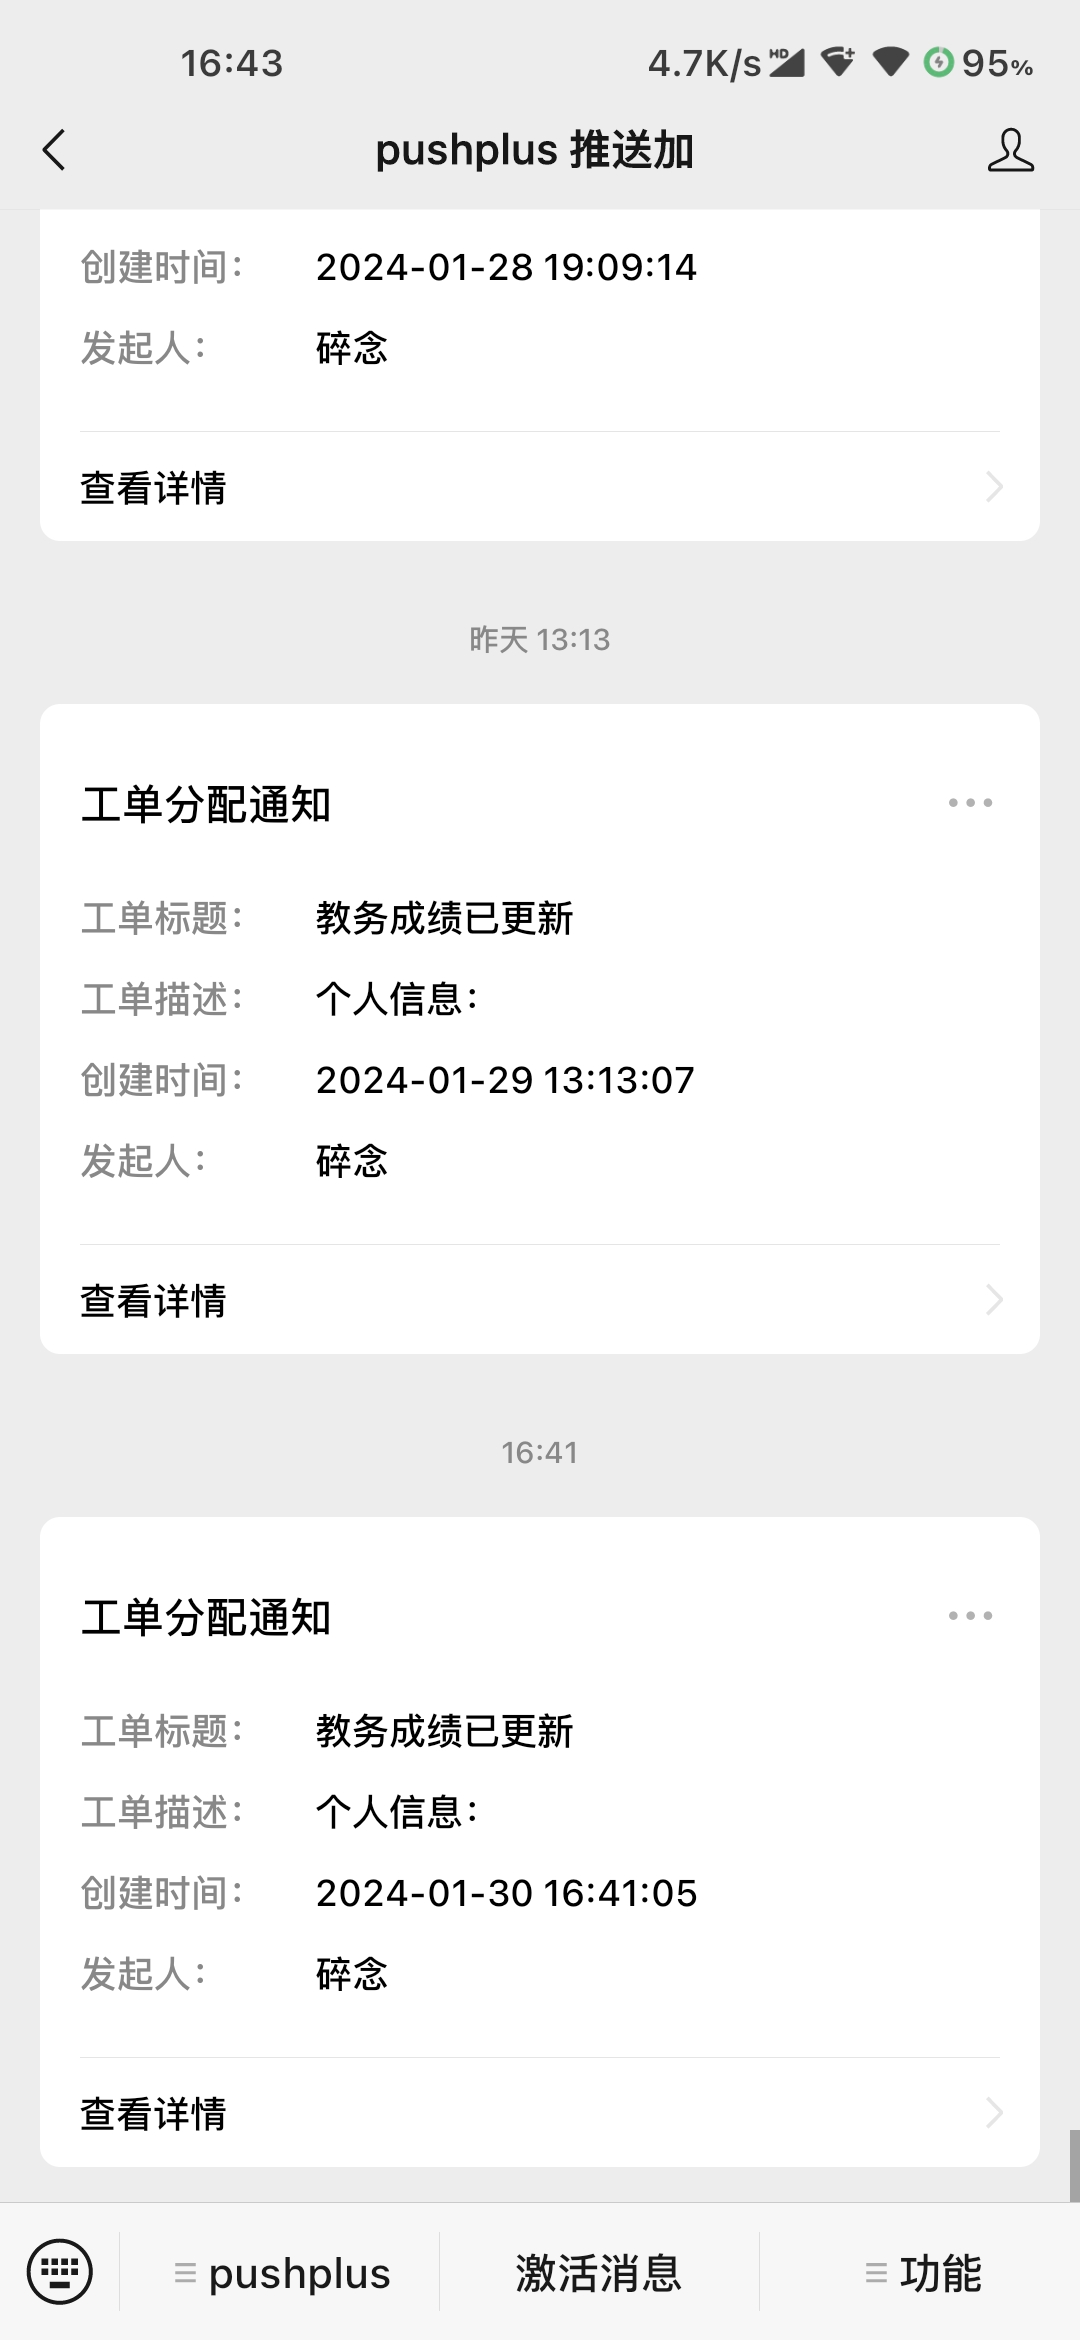 16:43 4.7K/s HD 95%
pushplus 推送加
创建时间： 2024-01-28 19:09:14
发起人： 碎念
查看详情
昨天 13:13
工单分配通知
工单标题： 教务成绩已更新
工单描述： 个人信息：
创建时间： 2024-01-29 13:13:07
发起人： 碎念
查看详情
16:41
工单分配通知
工单标题： 教务成绩已更新
工单描述： 个人信息：
创建时间： 2024-01-30 16:41:05
发起人： 碎念
查看详情
pushplus 激活消息 功能